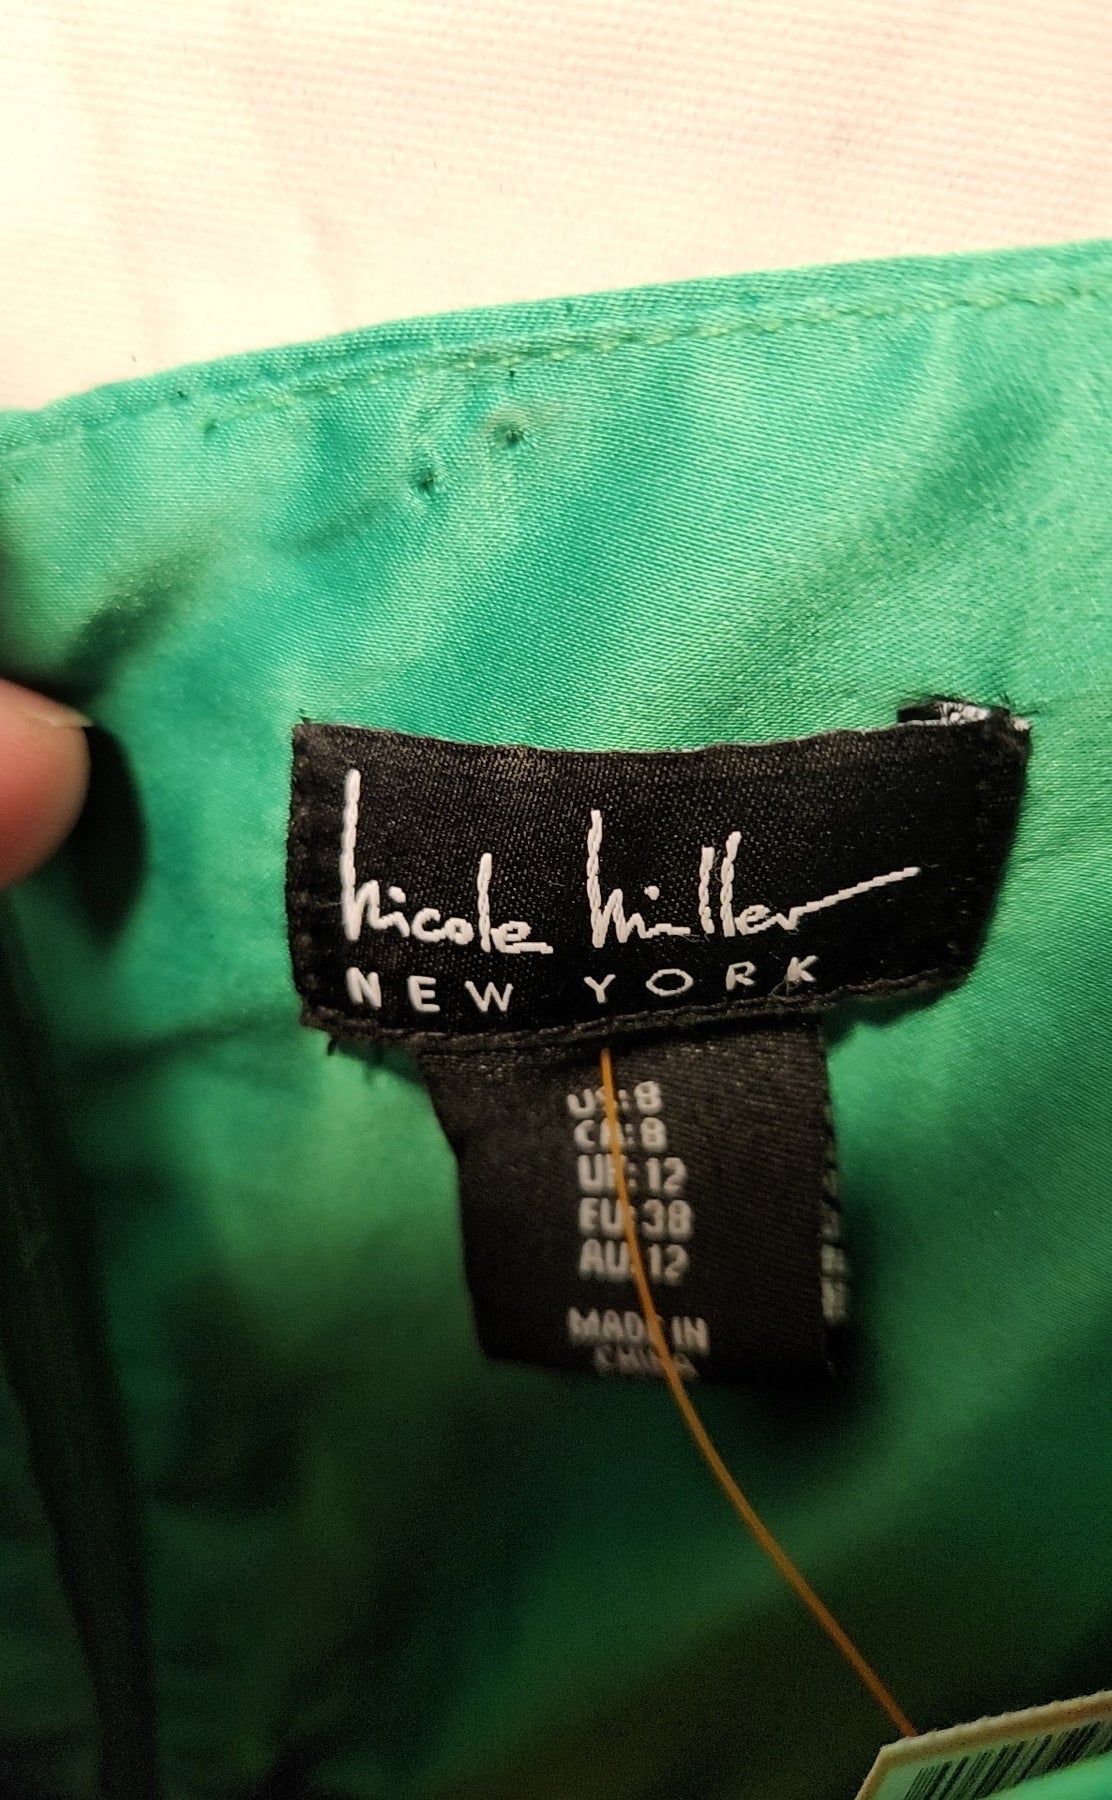 nicole miller
NEW YORK
US:8
CA:8
UK:12
EU:38
AU:12
MADE IN
CHINA